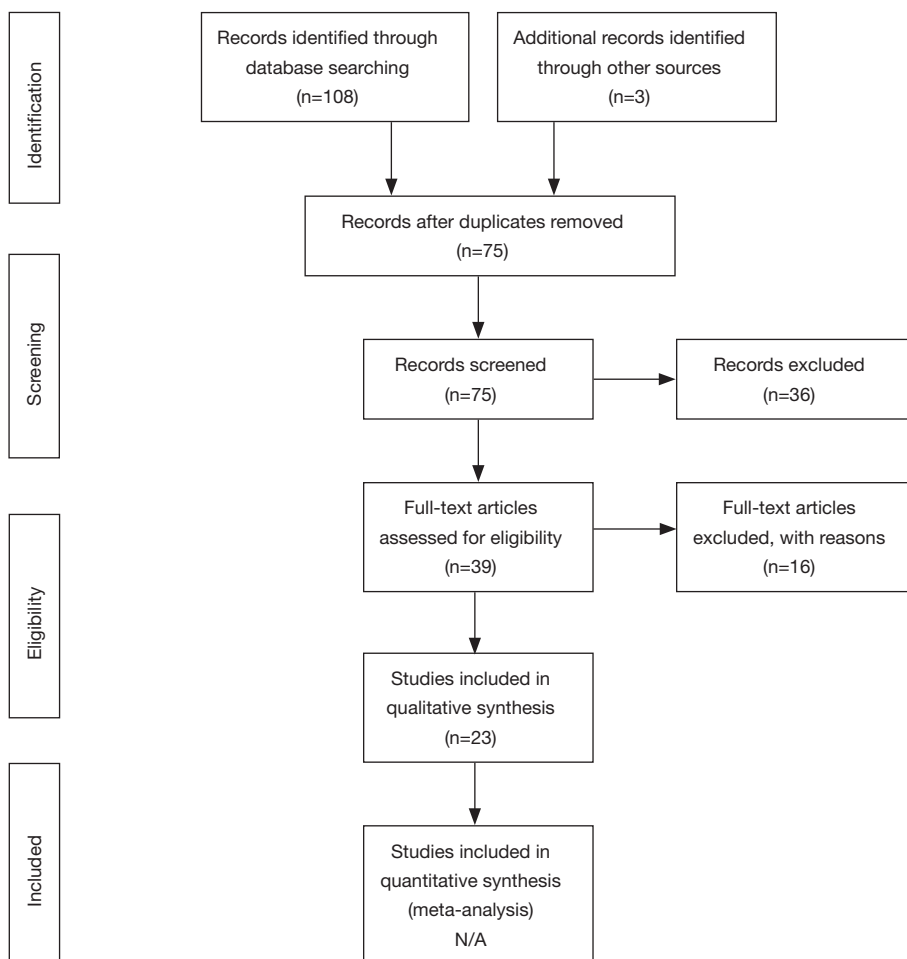 Identification
Records identified through
database searching
(n=108)
Additional records identified
through other sources
(n=3)
Records after duplicates removed
(n=75)
Screening
Records screened
(n=75)
Records excluded
(n=36)
Eligibility
Full-text articles
assessed for eligibility
(n=39)
Full-text articles
excluded, with reasons
(n=16)
Studies included in
qualitative synthesis
(n=23)
Included
Studies included in
quantitative synthesis
(meta-analysis)
N/A